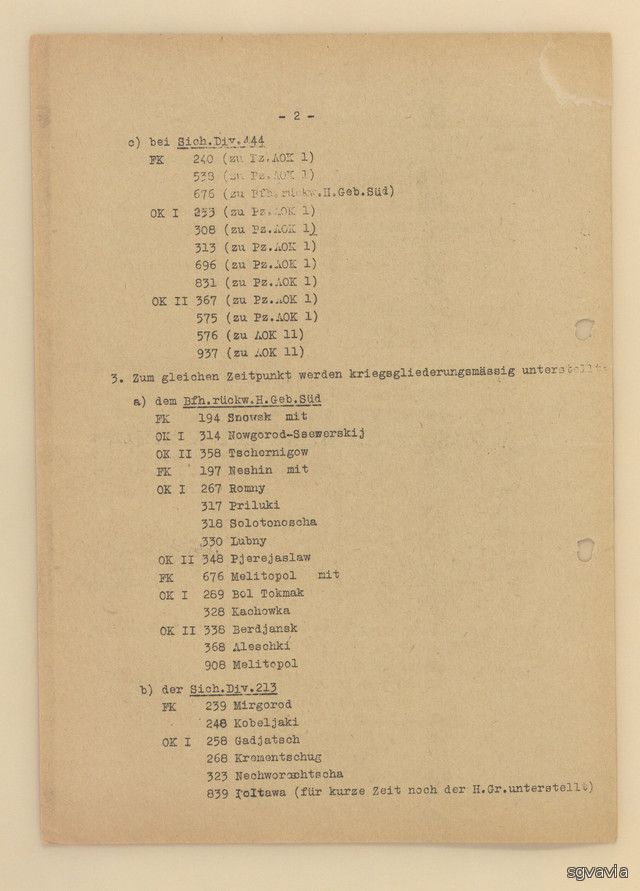 - 2 -
c) bei Sich.Div.444
FK 240 (zu Pz.AOK 1)
538 (zu Pz.AOK 1)
676 (zu Bfh.rückw.H.Geb.Süd)
OK I 253 (zu Pz.AOK 1)
308 (zu Pz.AOK 1)
313 (zu Pz.AOK 1)
696 (zu Pz.AOK 1)
831 (zu Pz.AOK 1)
OK II 367 (zu Pz.AOK 1)
575 (zu Pz.AOK 1)
576 (zu AOK 11)
937 (zu AOK 11)
3. Zum gleichen Zeitpunkt werden kriegsgliederungsmässig unterstellt:
a) dem Bfh.rückw.H.Geb.Süd
FK 194 Snowsk mit
OK I 314 Nowgorod-Ssewerskij
OK II 358 Tschernigow
FK 197 Neshin mit
OK I 267 Romny
317 Priluki
318 Solotonoscha
330 Lubny
OK II 348 Pjerejaslaw
FK 676 Melitopol mit
OK I 289 Bol Tokmak
328 Kachowka
OK II 338 Berdjansk
368 Aleschki
908 Melitopol
b) der Sich.Div.213
FK 239 Mirgorod
248 Kobeljaki
OK I 258 Gadjatsch
268 Krementschug
323
839 Poltawa (für kurze Zeit noch der H.Gr.unterstellt)
sgvavia